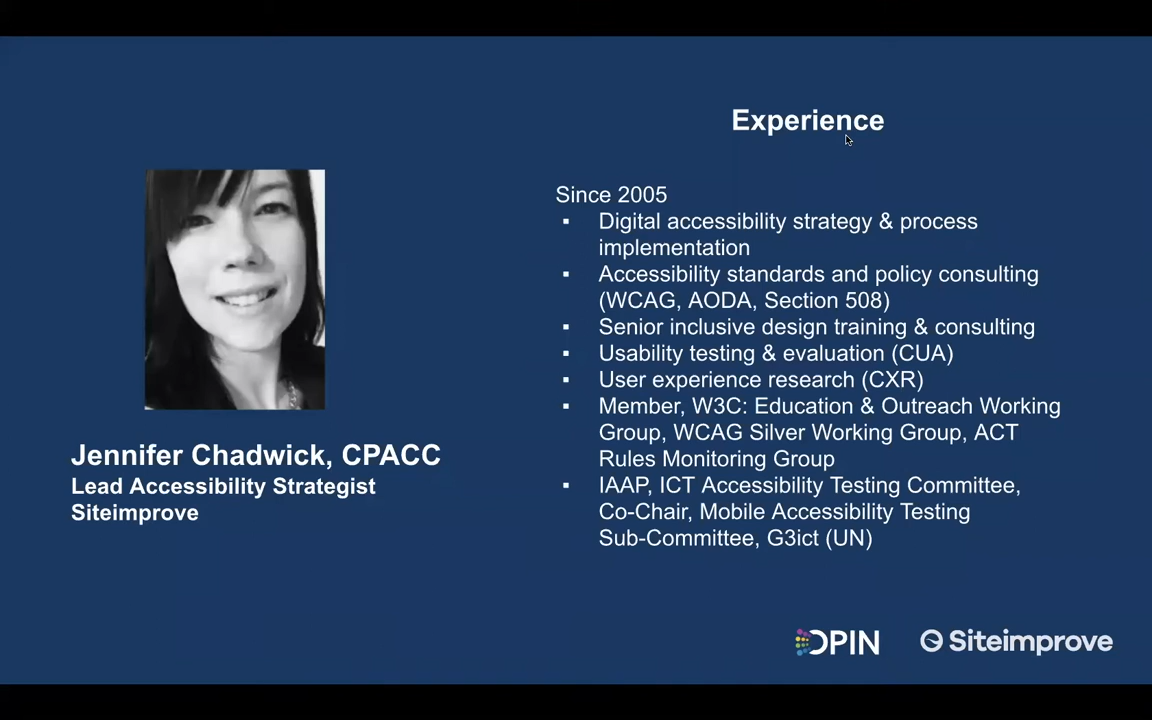 Experience
Since 2005
▪ Digital accessibility strategy & process
implementation
▪ Accessibility standards and policy consulting
(WCAG, AODA, Section 508)
▪ Senior inclusive design training & consulting
▪ Usability testing & evaluation (CUA)
▪ User experience research (CXR)
▪ Member, W3C: Education & Outreach Working
Group, WCAG Silver Working Group, ACT
Rules Monitoring Group
▪ IAAP, ICT Accessibility Testing Committee,
Co-Chair, Mobile Accessibility Testing
Sub-Committee, G3ict (UN)
Jennifer Chadwick, CPACC
Lead Accessibility Strategist
Siteimprove
OPIN
Siteimprove